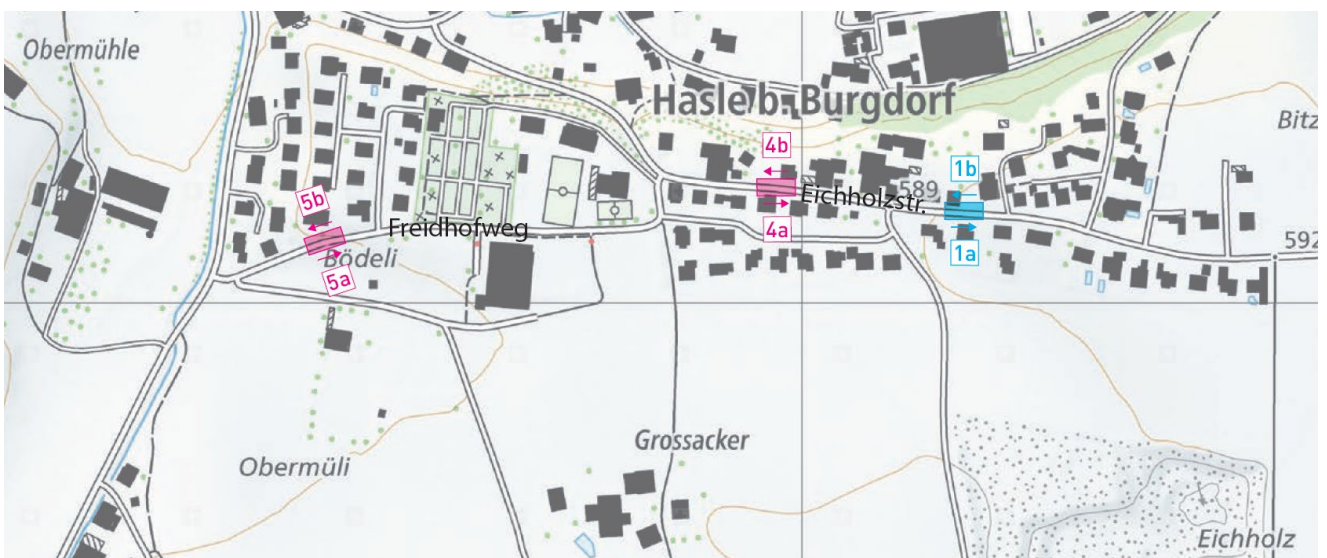 Obermühle
Hasle b. Burgdorf
Bitz
4b
1b
589
5b
Eichholzstr.
Freidhofweg
4a
1a
592
Bödeli
5a
Grossacker
Obermüli
Eichholz